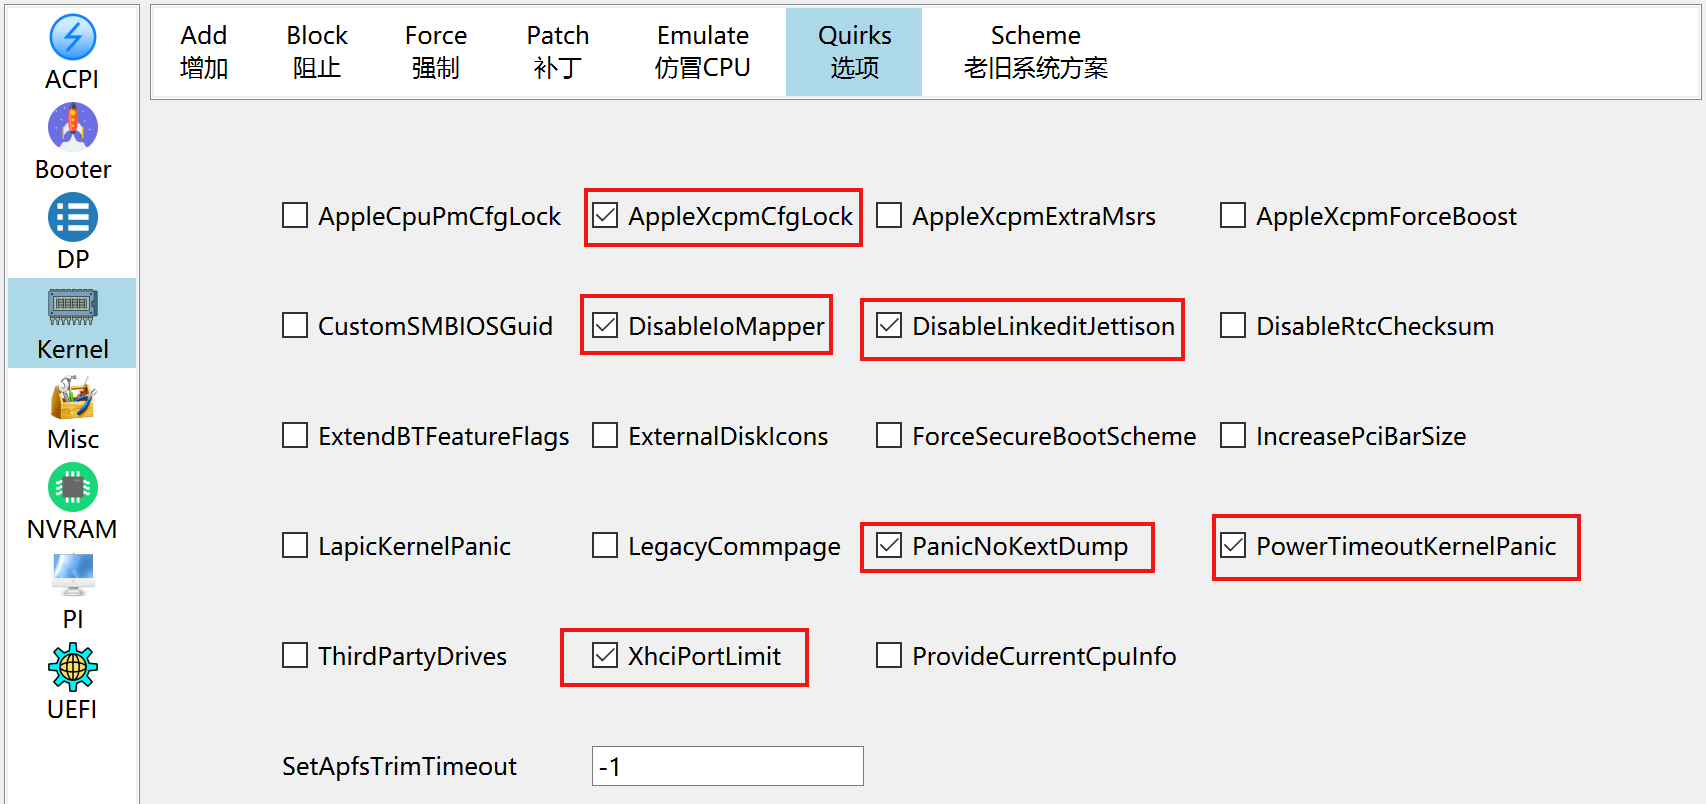 ACPI
Booter
DP
Kernel
Misc
NVRAM
PI
UEFI
Add Block Force Patch Emulate Quirks Scheme
增加 阻止 强制 补丁 仿冒CPU 选项 老旧系统方案
AppleCpuPmCfgLock AppleXcpmCfgLock AppleXcpmExtraMsrs AppleXcpmForceBoost
CustomSMBIOSGuid DisableIoMapper DisableLinkeditJettison DisableRtcChecksum
ExtendBTFeatureFlags ExternalDiskIcons ForceSecureBootScheme IncreasePciBarSize
LapicKernelPanic LegacyCommpage PanicNoKextDump PowerTimeoutKernelPanic
ThirdPartyDrives XhciPortLimit ProvideCurrentCpuInfo
SetApfsTrimTimeout -1